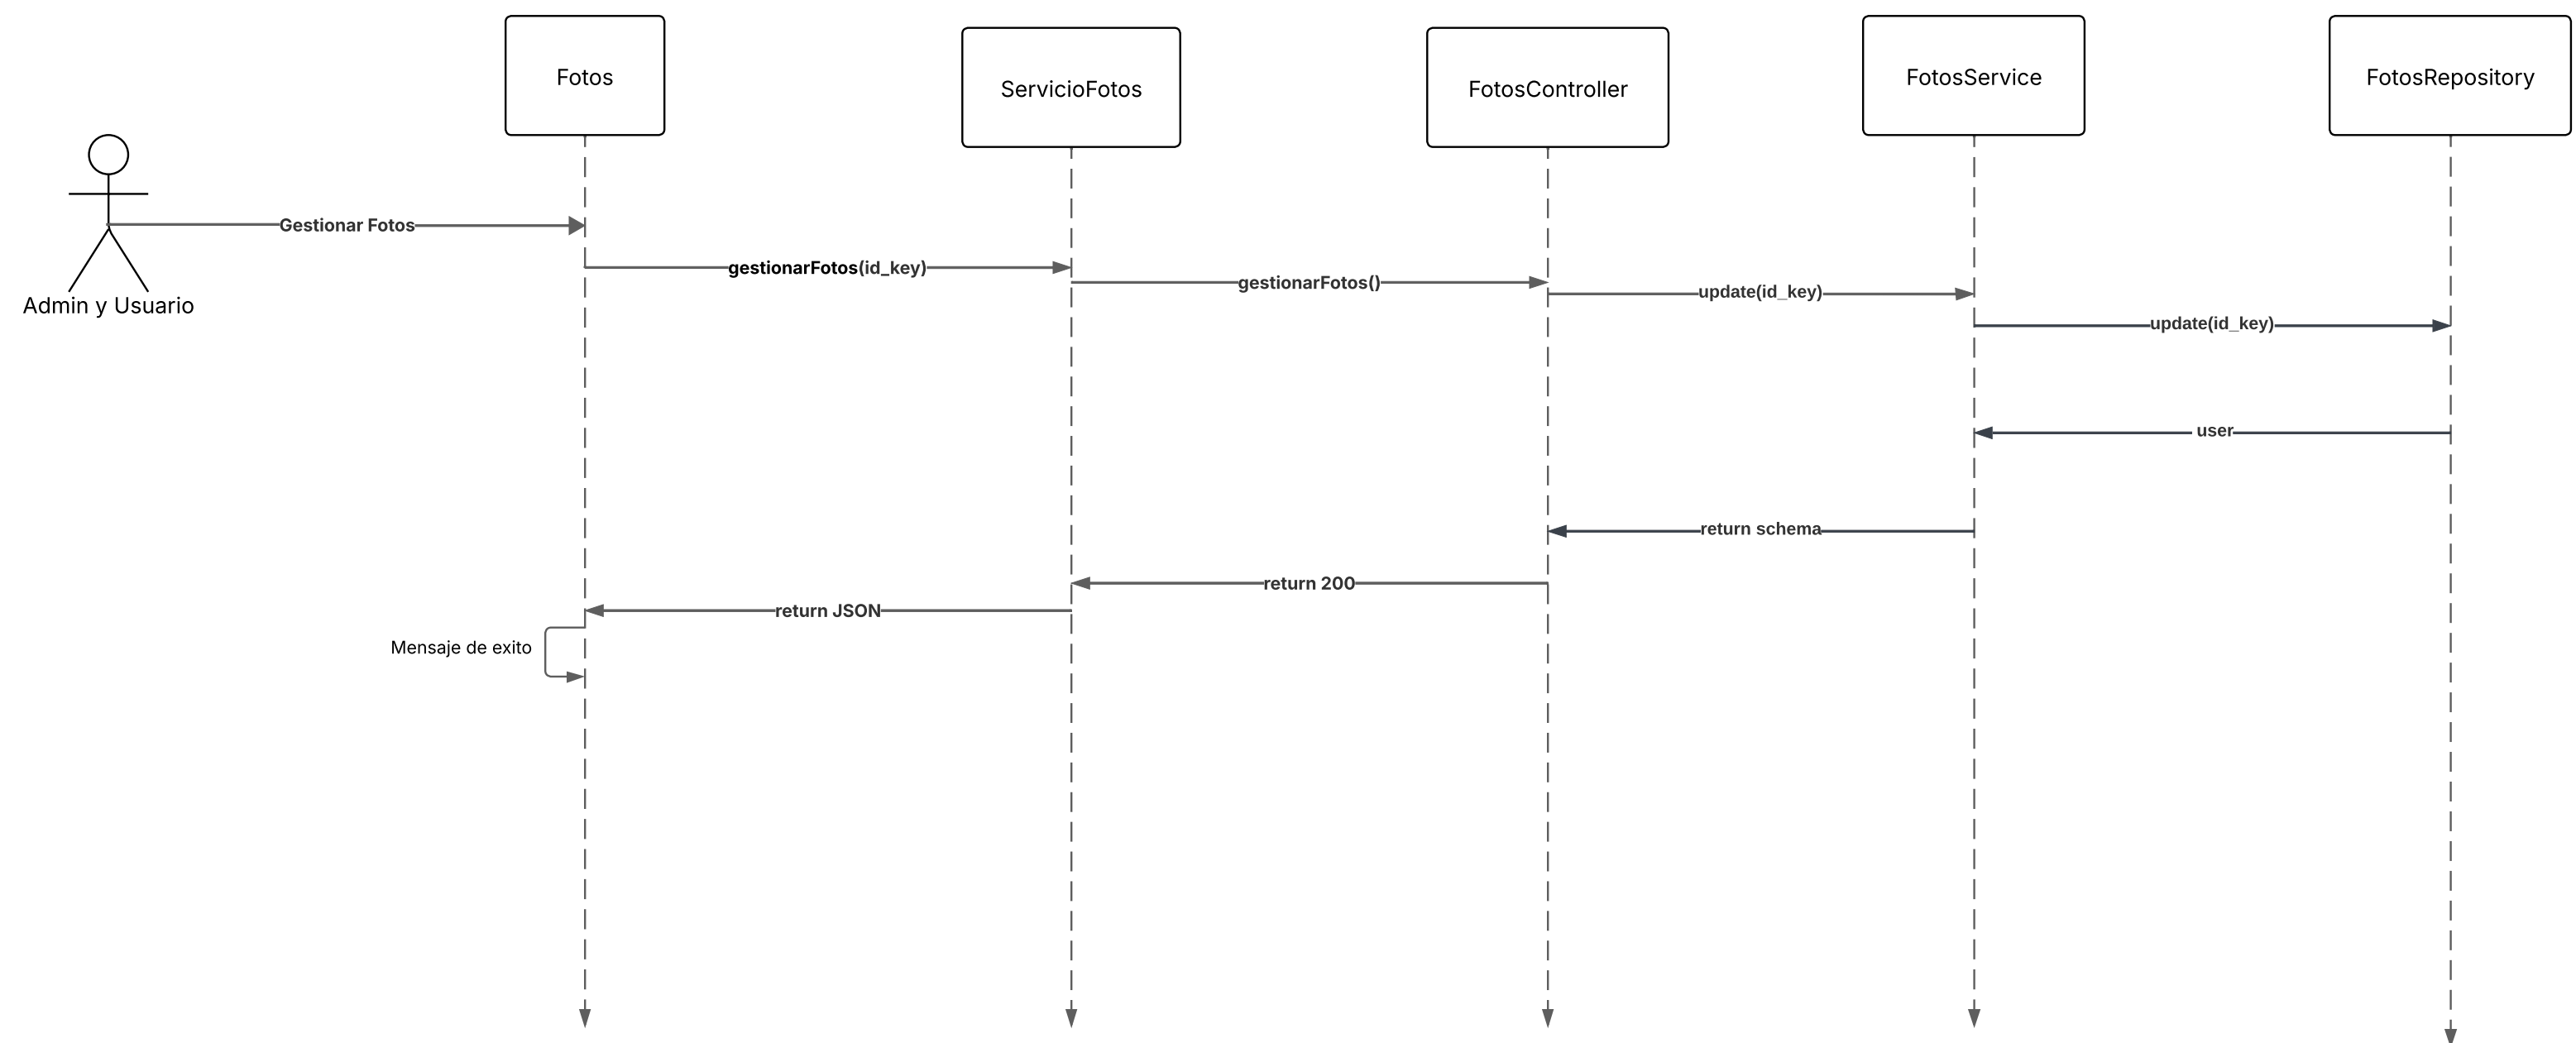 Fotos
ServicioFotos
FotosController
FotosService
FotosRepository
Admin y Usuario
Gestionar Fotos
gestionarFotos(id_key)
gestionarFotos()
update(id_key)
update(id_key)
user
return schema
return 200
return JSON
Mensaje de exito